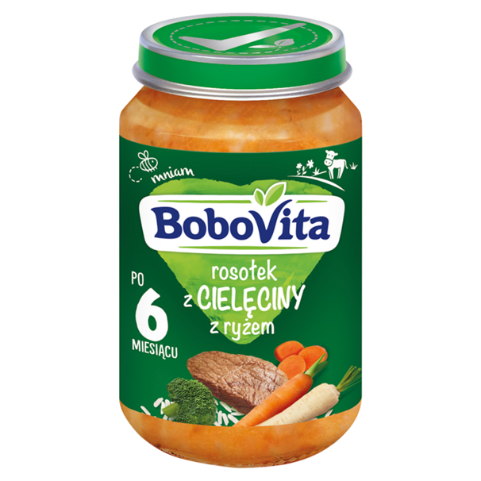 mniam
BoboVita
rosołek
z CIELĘCINY
z ryżem
PO
6
MIESIĄCU